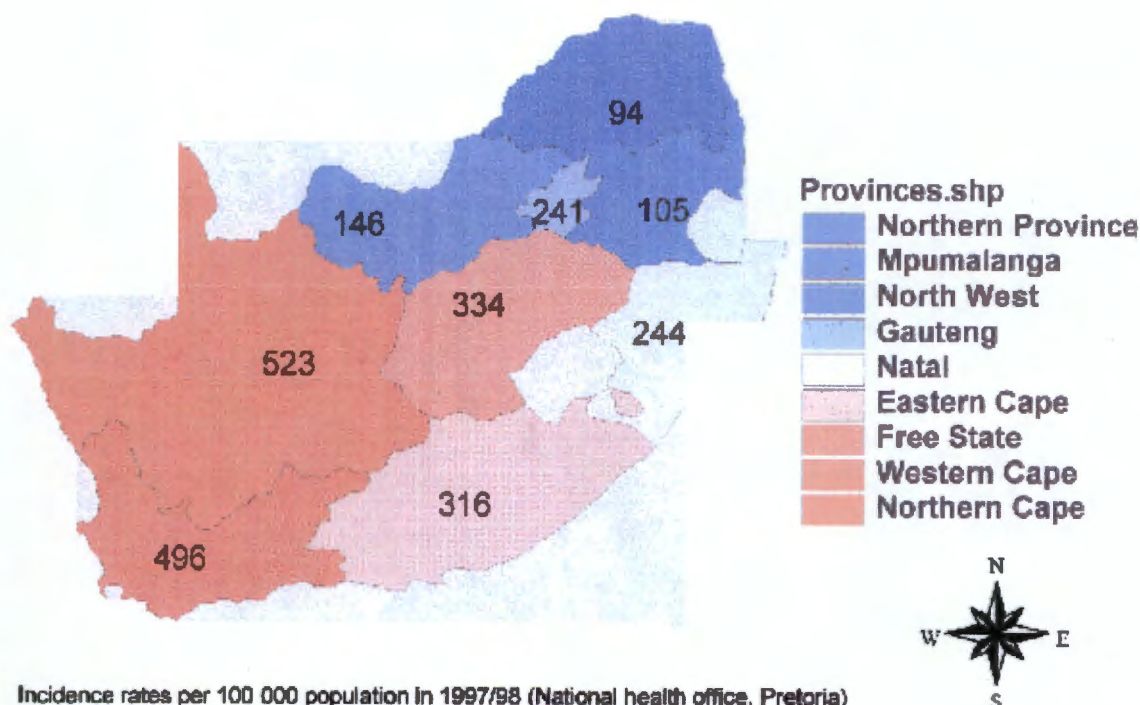 94
146
241
105
334
244
523
316
496
Provinces.shp
Northern Province
Mpumalanga
North West
Gauteng
Natal
Eastern Cape
Free State
Western Cape
Northern Cape
N
W
E
S
Incidence rates per 100 000 population in 1997/98 (National health office, Pretoria)